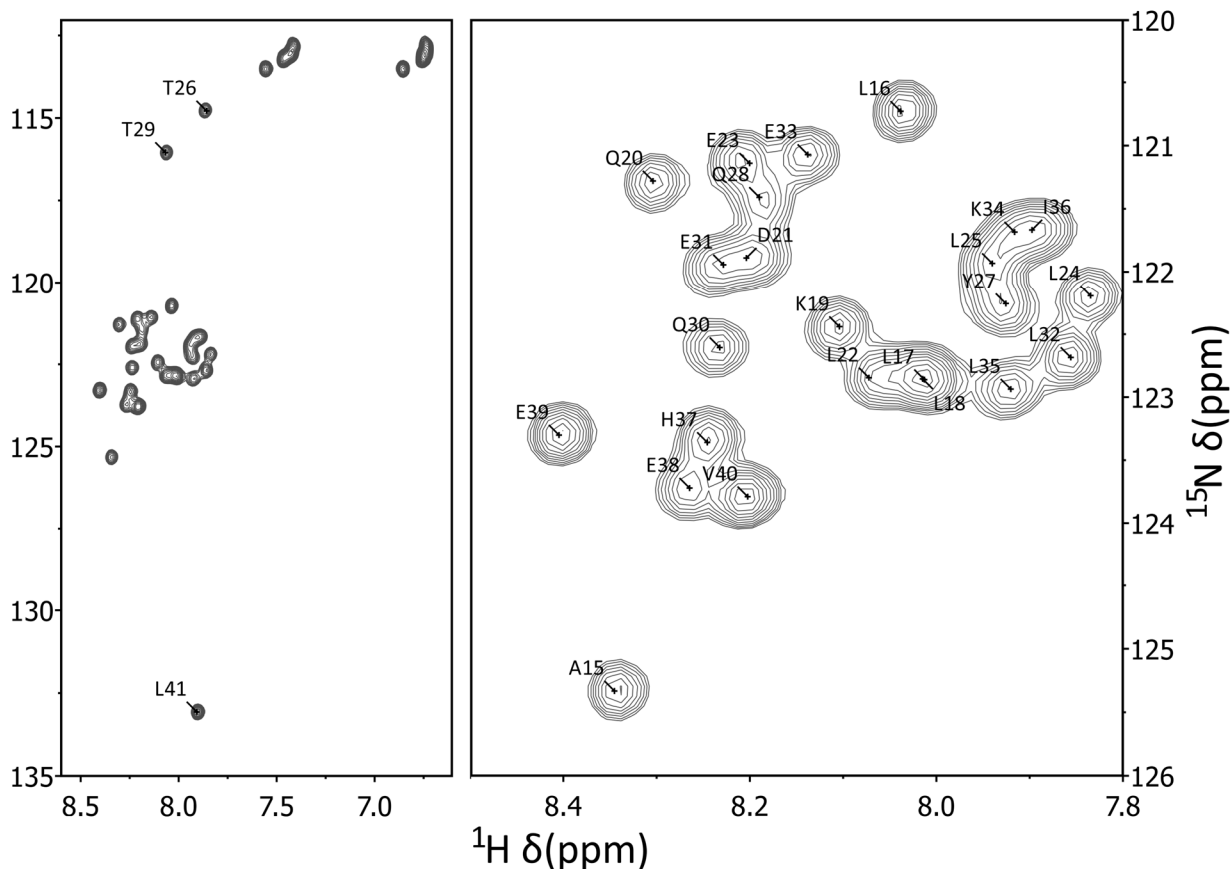 120
L16
T26
115
E33
E23
121
T29
Q20
Q28
K34
I36
D21
E31
L25
122
L24
Y27
120
K19
Q30
L32
L22
L17
L35
123
L18
E39
H37
125
E38
V40
124
¹⁵N δ(ppm)
130
125
A15
L41
135
126
8.5
8.0
7.5
7.0
8.4
8.2
8.0
7.8
¹H δ(ppm)